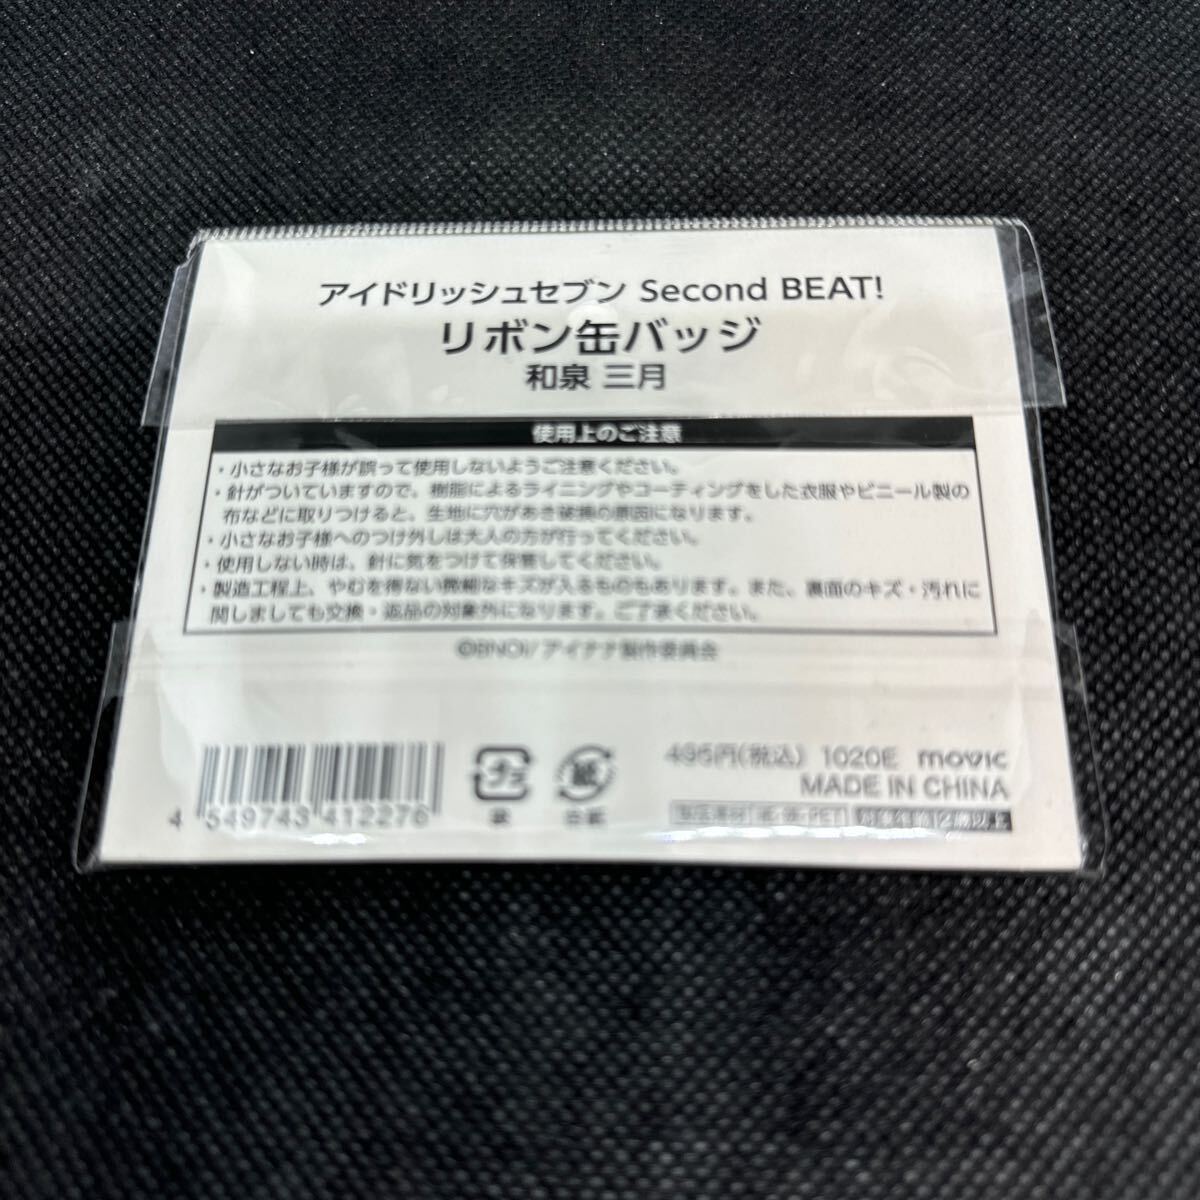 アイドリッシュセブン Second BEAT!
リボン缶バッジ
和泉 三月
使用上のご注意
・小さなお子様が誤って使用しないようご注意ください。
・針がついていますので、樹脂によるライニングやコーティングをした衣服やビニール製の
布などに取りつけると、生地に穴があき破損の原因になります。
・小さなお子様へのつけ外しは大人の方が行ってください。
・使用しない時は、針に気をつけて保管してください。
・製造工程上、やむを得ない微細なキズが入るものもあります。また、裏面のキズ・汚れに
関しましても交換・返品の対象外になります。ご了承ください。
©BNOI/アイナナ製作委員会
495円(税込) 1020E movic
MADE IN CHINA
4 549743 412276
プラ 紙
袋 台紙
対象年齢 12歳以上